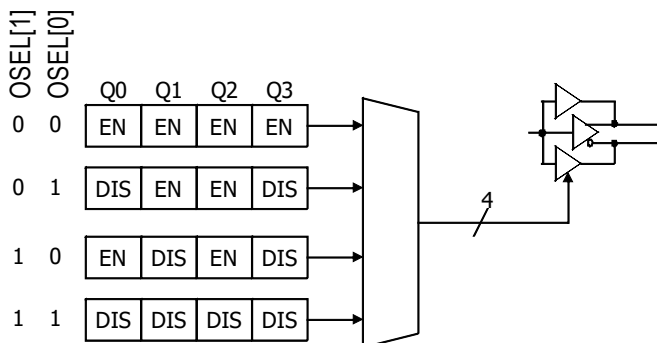 OSEL[1] OSEL[0]
Q0 Q1 Q2 Q3
0 0 EN EN EN EN
0 1 DIS EN EN DIS
4
1 0 EN DIS EN DIS
1 1 DIS DIS DIS DIS